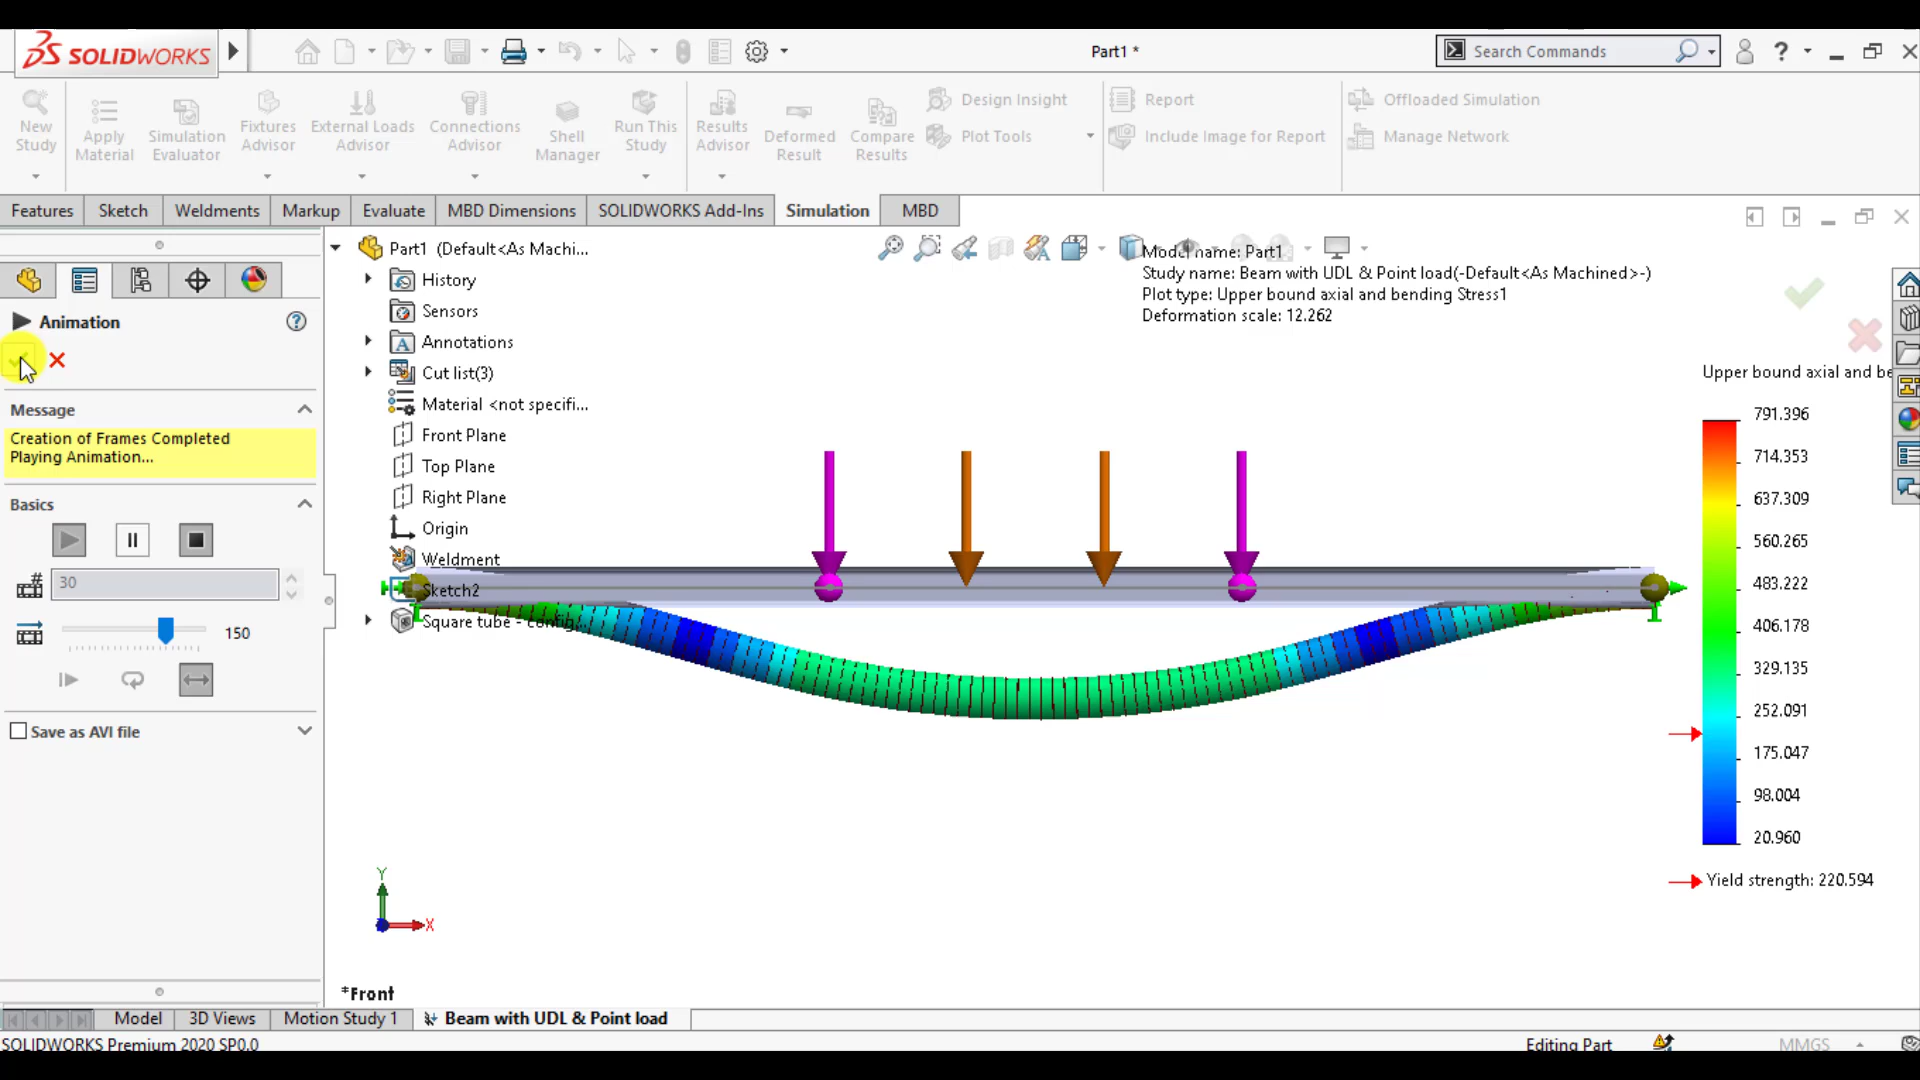 SOLIDWORKS
Part1 *
Search Commands
New Study
Apply Material
Simulation Evaluator
Fixtures Advisor
External Loads Advisor
Connections Advisor
Shell Manager
Run This Study
Results Advisor
Deformed Result
Compare Results
Design Insight
Plot Tools
Report
Include Image for Report
Offloaded Simulation
Manage Network
Features
Sketch
Weldments
Markup
Evaluate
MBD Dimensions
SOLIDWORKS Add-Ins
Simulation
MBD
Animation
Message
Creation of Frames Completed
Playing Animation...
Basics
30
150
Save as AVI file
Part1 (Default<As Machi...
History
Sensors
Annotations
Cut list(3)
Material <not specifi...
Front Plane
Top Plane
Right Plane
Origin
Weldment
Sketch2
Square tube - config
Model name: Part1
Study name: Beam with UDL & Point load(-Default<As Machined>-)
Plot type: Upper bound axial and bending Stress1
Deformation scale: 12.262
Upper bound axial and be
791.396
714.353
637.309
560.265
483.222
406.178
329.135
252.091
175.047
98.004
20.960
Yield strength: 220.594
Y
X
*Front
Model
3D Views
Motion Study 1
Beam with UDL & Point load
SOLIDWORKS Premium 2020 SP0.0
Editing Part
MMGS